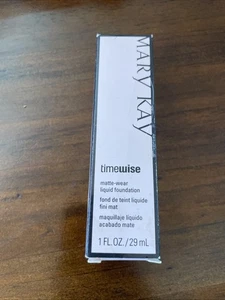 MARY KAY
timewise
matte-wear
liquid foundation
fond de teint liquide
fini mat
maquillaje líquido
acabado mate
1 FL. OZ. / 29 mL